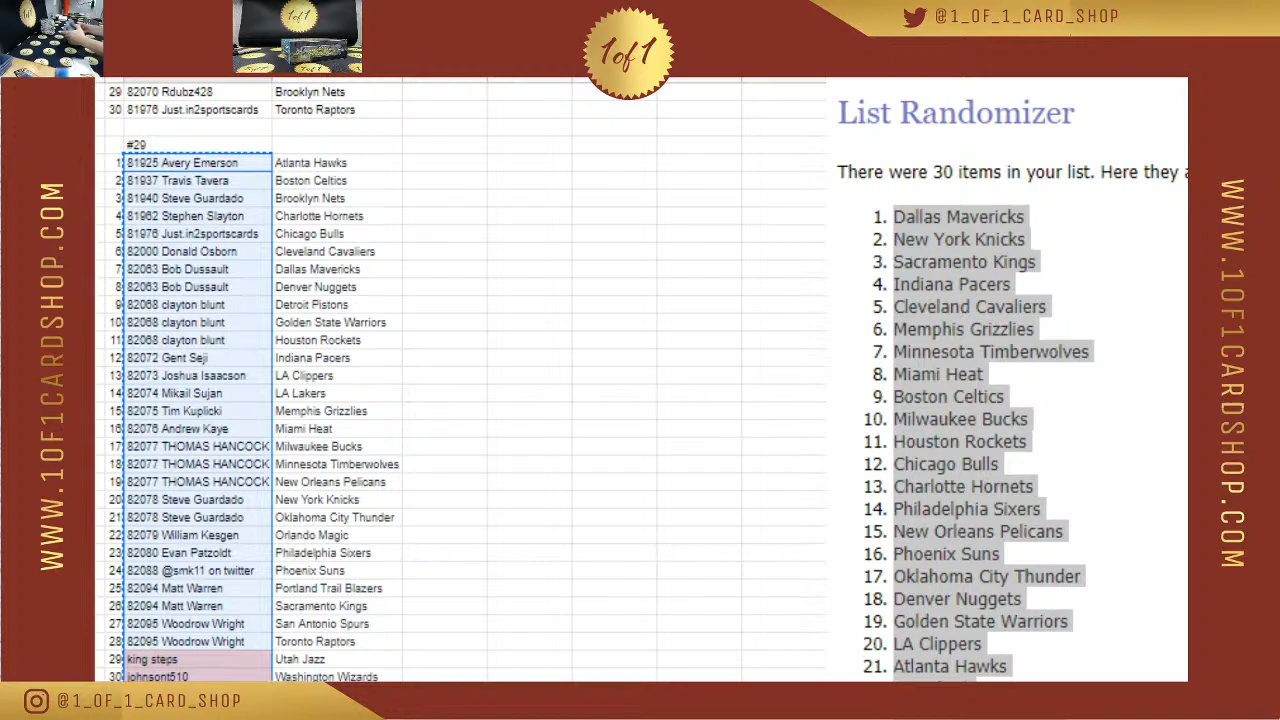 @1_OF_1_CARD_SHOP
1of1
29 82070 Rdubz428 Brooklyn Nets
30 81976 Just.in2sportscards Toronto Raptors
#29
1 81925 Avery Emerson Atlanta Hawks
2 81937 Travis Tavera Boston Celtics
3 81940 Steve Guardado Brooklyn Nets
4 81962 Stephen Slayton Charlotte Hornets
5 81976 Just.in2sportscards Chicago Bulls
6 82000 Donald Osborn Cleveland Cavaliers
7 82063 Bob Dussault Dallas Mavericks
8 82063 Bob Dussault Denver Nuggets
9 82068 clayton blunt Detroit Pistons
10 82068 clayton blunt Golden State Warriors
11 82068 clayton blunt Houston Rockets
12 82072 Gent Seji Indiana Pacers
13 82073 Joshua Isaacson LA Clippers
14 82074 Mikail Sujan LA Lakers
15 82075 Tim Kuplicki Memphis Grizzlies
16 82076 Andrew Kaye Miami Heat
17 82077 THOMAS HANCOCK Milwaukee Bucks
18 82077 THOMAS HANCOCK Minnesota Timberwolves
19 82077 THOMAS HANCOCK New Orleans Pelicans
20 82078 Steve Guardado New York Knicks
21 82078 Steve Guardado Oklahoma City Thunder
22 82079 William Kesgen Orlando Magic
23 82080 Evan Patzoldt Philadelphia Sixers
24 82088 @smk11 on twitter Phoenix Suns
25 82094 Matt Warren Portland Trail Blazers
26 82094 Matt Warren Sacramento Kings
27 82095 Woodrow Wright San Antonio Spurs
28 82095 Woodrow Wright Toronto Raptors
29 king steps Utah Jazz
30 johnsont510 Washington Wizards
List Randomizer
There were 30 items in your list. Here they
1. Dallas Mavericks
2. New York Knicks
3. Sacramento Kings
4. Indiana Pacers
5. Cleveland Cavaliers
6. Memphis Grizzlies
7. Minnesota Timberwolves
8. Miami Heat
9. Boston Celtics
10. Milwaukee Bucks
11. Houston Rockets
12. Chicago Bulls
13. Charlotte Hornets
14. Philadelphia Sixers
15. New Orleans Pelicans
16. Phoenix Suns
17. Oklahoma City Thunder
18. Denver Nuggets
19. Golden State Warriors
20. LA Clippers
21. Atlanta Hawks
WWW.1OF1CARDSHOP.COM
WWW.1OF1CARDSHOP.COM
@1_OF_1_CARD_SHOP